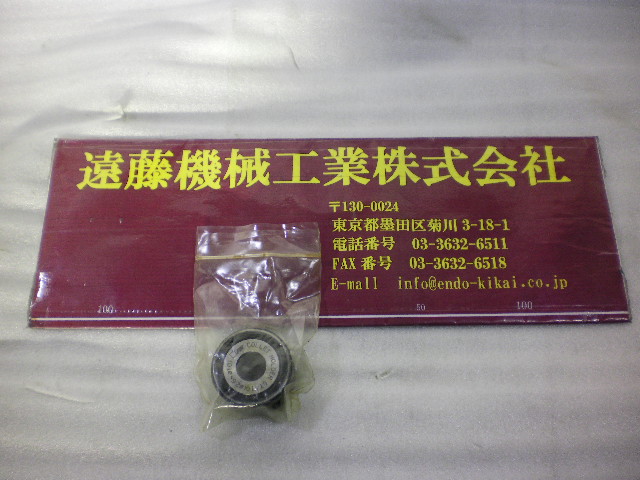 遠藤機械工業株式会社
〒130-0024
東京都墨田区菊川 3-18-1
電話番号 03-3632-6511
FAX 番号 03-3632-6518
E-mail info@endo-kikai.co.jp
100 50 100
COLLET